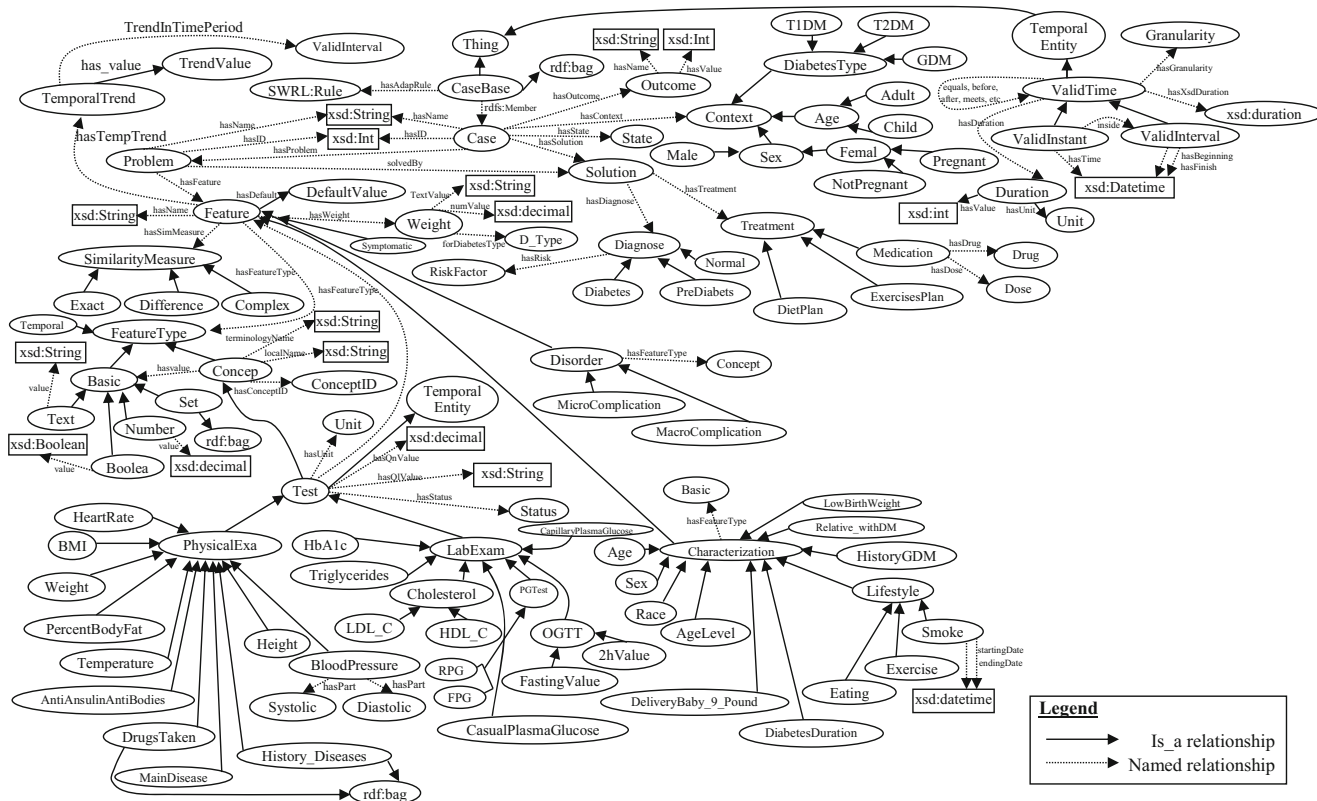 TrendInTimePeriod
ValidInterval
has_value
TrendValue
TemporalTrend
hasTempTrend
Thing
xsd:String
xsd:Int
hasName
hasValue
Outcome
rdf:bag
CaseBase
SWRL:Rule
hasAdapRule
rdfs:Member
hasOutcome
T1DM
T2DM
DiabetesType
GDM
Context
hasContext
Age
Adult
Child
Sex
Male
Femal
Pregnant
NotPregnant
Temporal
Entity
Granularity
hasGranularity
equals, before,
after, meets, etc
ValidTime
hasXsdDuration
xsd:duration
hasDuration
ValidInstant
inside
ValidInterval
hasTime
hasBeginning
hasFinish
xsd:Datetime
Duration
xsd:int
hasValue
hasUnit
Unit
xsd:String
hasName
hasName
xsd:Int
hasID
hasID
Case
hasState
State
hasSolution
Problem
hasProblem
solvedBy
Solution
hasFeature
hasDefault
DefaultValue
xsd:String
hasName
Feature
hasWeight
Weight
TextValue
xsd:String
numValue
xsd:decimal
forDiabetesType
D_Type
Symptomatic
hasSimMeasure
SimilarityMeasure
Exact
Difference
Complex
hasFeatureType
hasFeatureType
hasTreatment
hasDiagnose
Treatment
Diagnose
Normal
hasRisk
RiskFactor
Diabetes
PreDiabets
Medication
hasDrug
Drug
hasDose
Dose
ExercisesPlan
DietPlan
Temporal
FeatureType
terminologyName
xsd:String
localName
xsd:String
xsd:String
value
Basic
hasvalue
Concep
hasConceptID
ConceptID
Text
Set
Number
rdf:bag
xsd:Boolean
value
Boolea
value
xsd:decimal
Disorder
hasFeatureType
Concept
MicroComplication
MacroComplication
Temporal
Entity
Unit
hasUnit
xsd:decimal
hasQnValue
hasQlValue
xsd:String
Test
hasStatus
Status
HeartRate
BMI
PhysicalExa
Weight
PercentBodyFat
Temperature
Height
AntiAnsulinAntiBodies
BloodPressure
hasPart
hasPart
Systolic
Diastolic
DrugsTaken
MainDisease
History_Diseases
rdf:bag
HbA1c
LabExam
CapillaryPlasmaGlucose
Triglycerides
Cholesterol
PGTest
LDL_C
HDL_C
OGTT
RPG
FPG
FastingValue
2hValue
CasualPlasmaGlucose
Basic
hasFeatureType
LowBirthWeight
Relative_withDM
Age
Characterization
HistoryGDM
Sex
Race
AgeLevel
Lifestyle
Smoke
startingDate
endingDate
Exercise
Eating
xsd:datetime
DeliveryBaby_9_Pound
DiabetesDuration
Legend
Is_a relationship
Named relationship